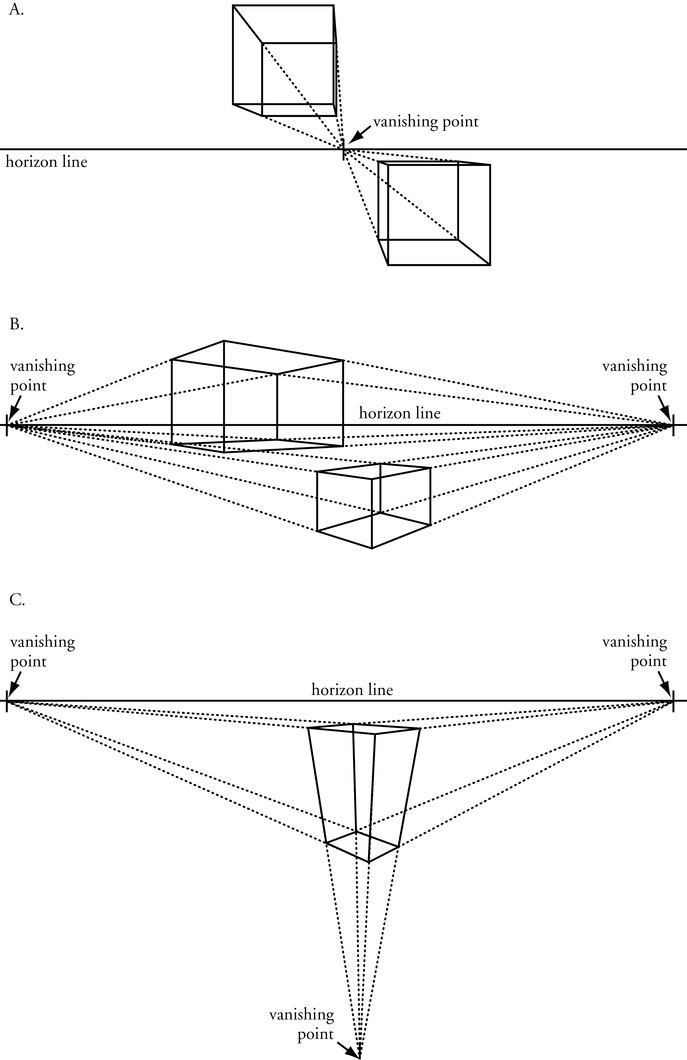 A.
vanishing point
horizon line
B.
vanishing
point
vanishing
point
horizon line
C.
vanishing
point
vanishing
point
horizon line
vanishing
point